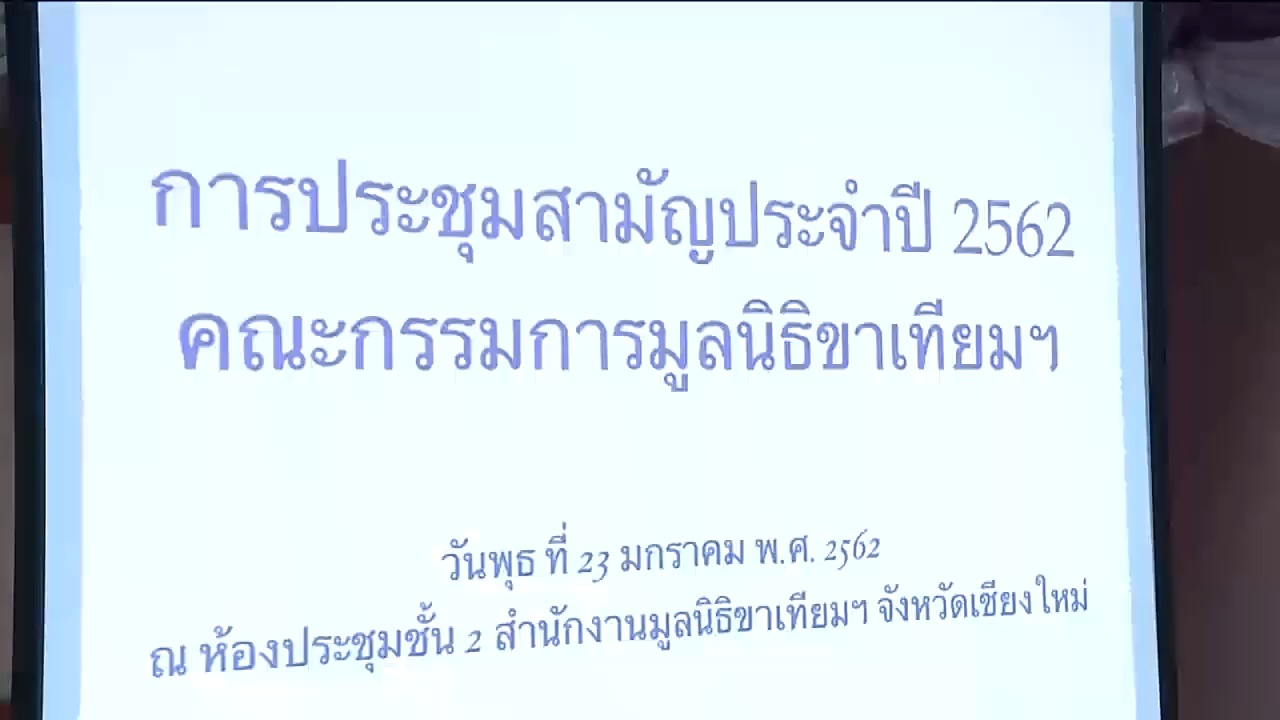 การประชุมสามัญประจำปี 2562
คณะกรรมการมูลนิธิขาเทียมฯ
วันพุธ ที่ 23 มกราคม พ.ศ. 2562
ณ ห้องประชุมชั้น 2 สำนักงานมูลนิธิขาเทียมฯ จังหวัดเชียงใหม่